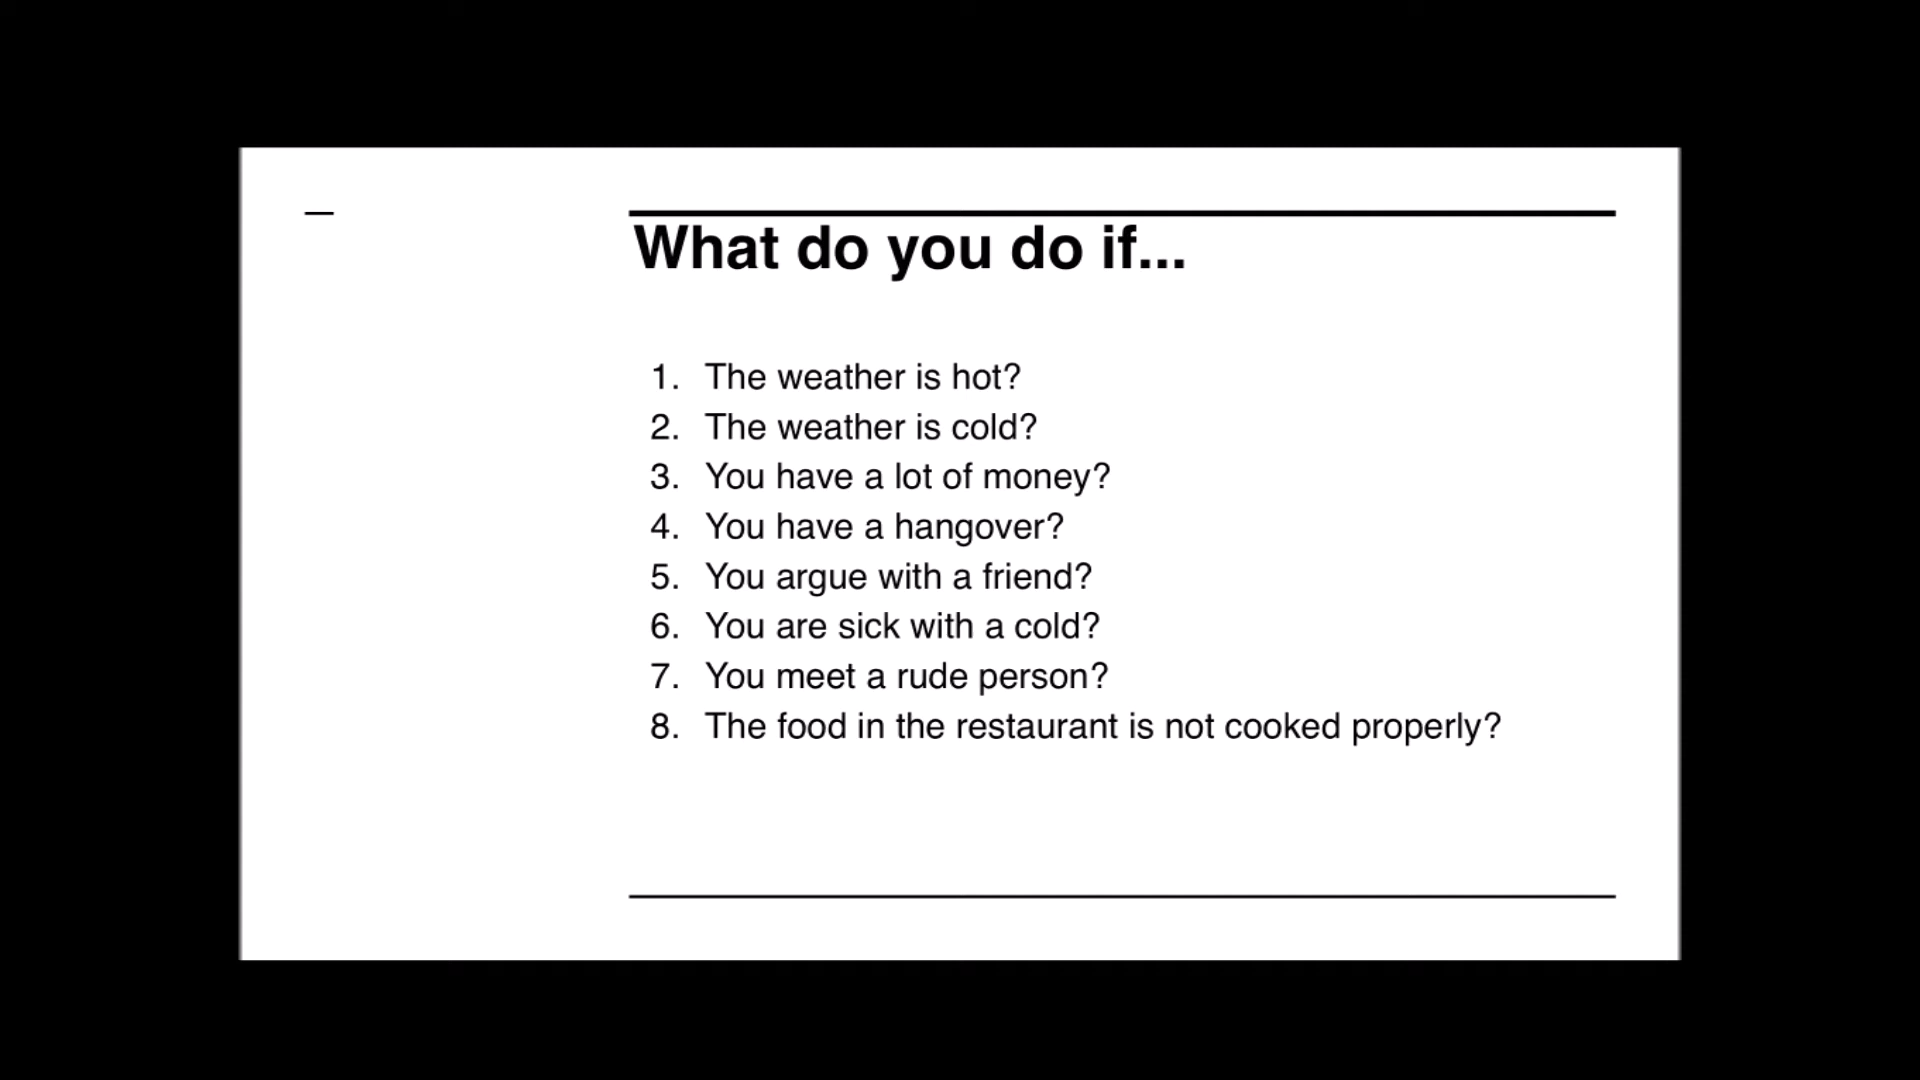 What do you do if...
1. The weather is hot?
2. The weather is cold?
3. You have a lot of money?
4. You have a hangover?
5. You argue with a friend?
6. You are sick with a cold?
7. You meet a rude person?
8. The food in the restaurant is not cooked properly?